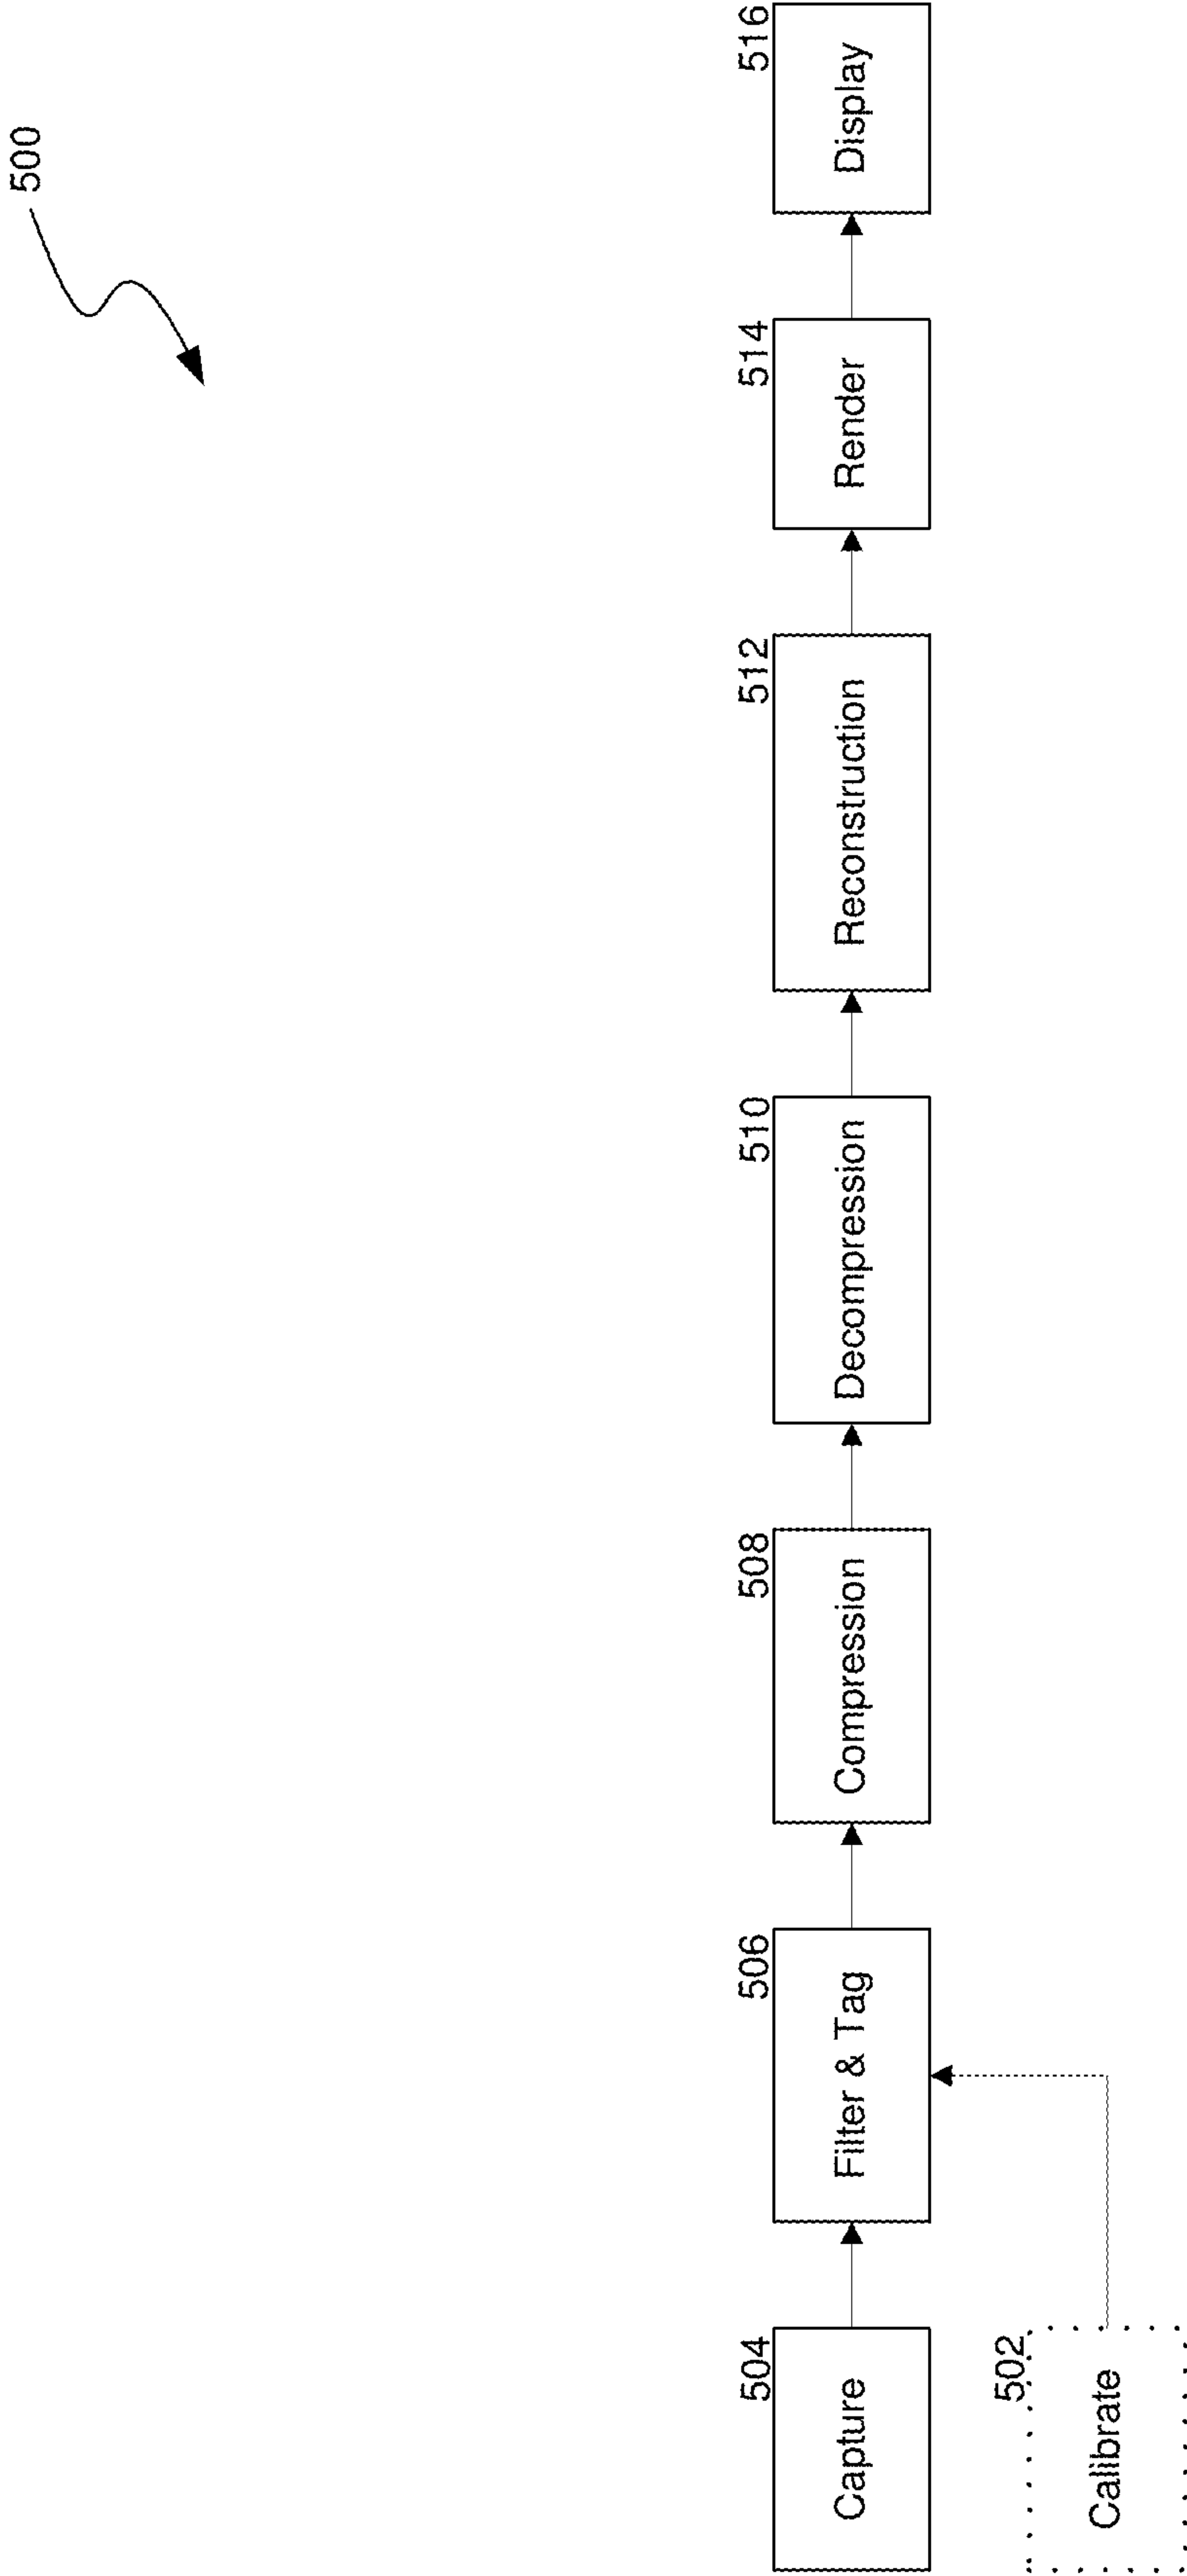 500
504
Capture
506
Filter & Tag
508
Compression
510
Decompression
512
Reconstruction
514
Render
516
Display
502
Calibrate